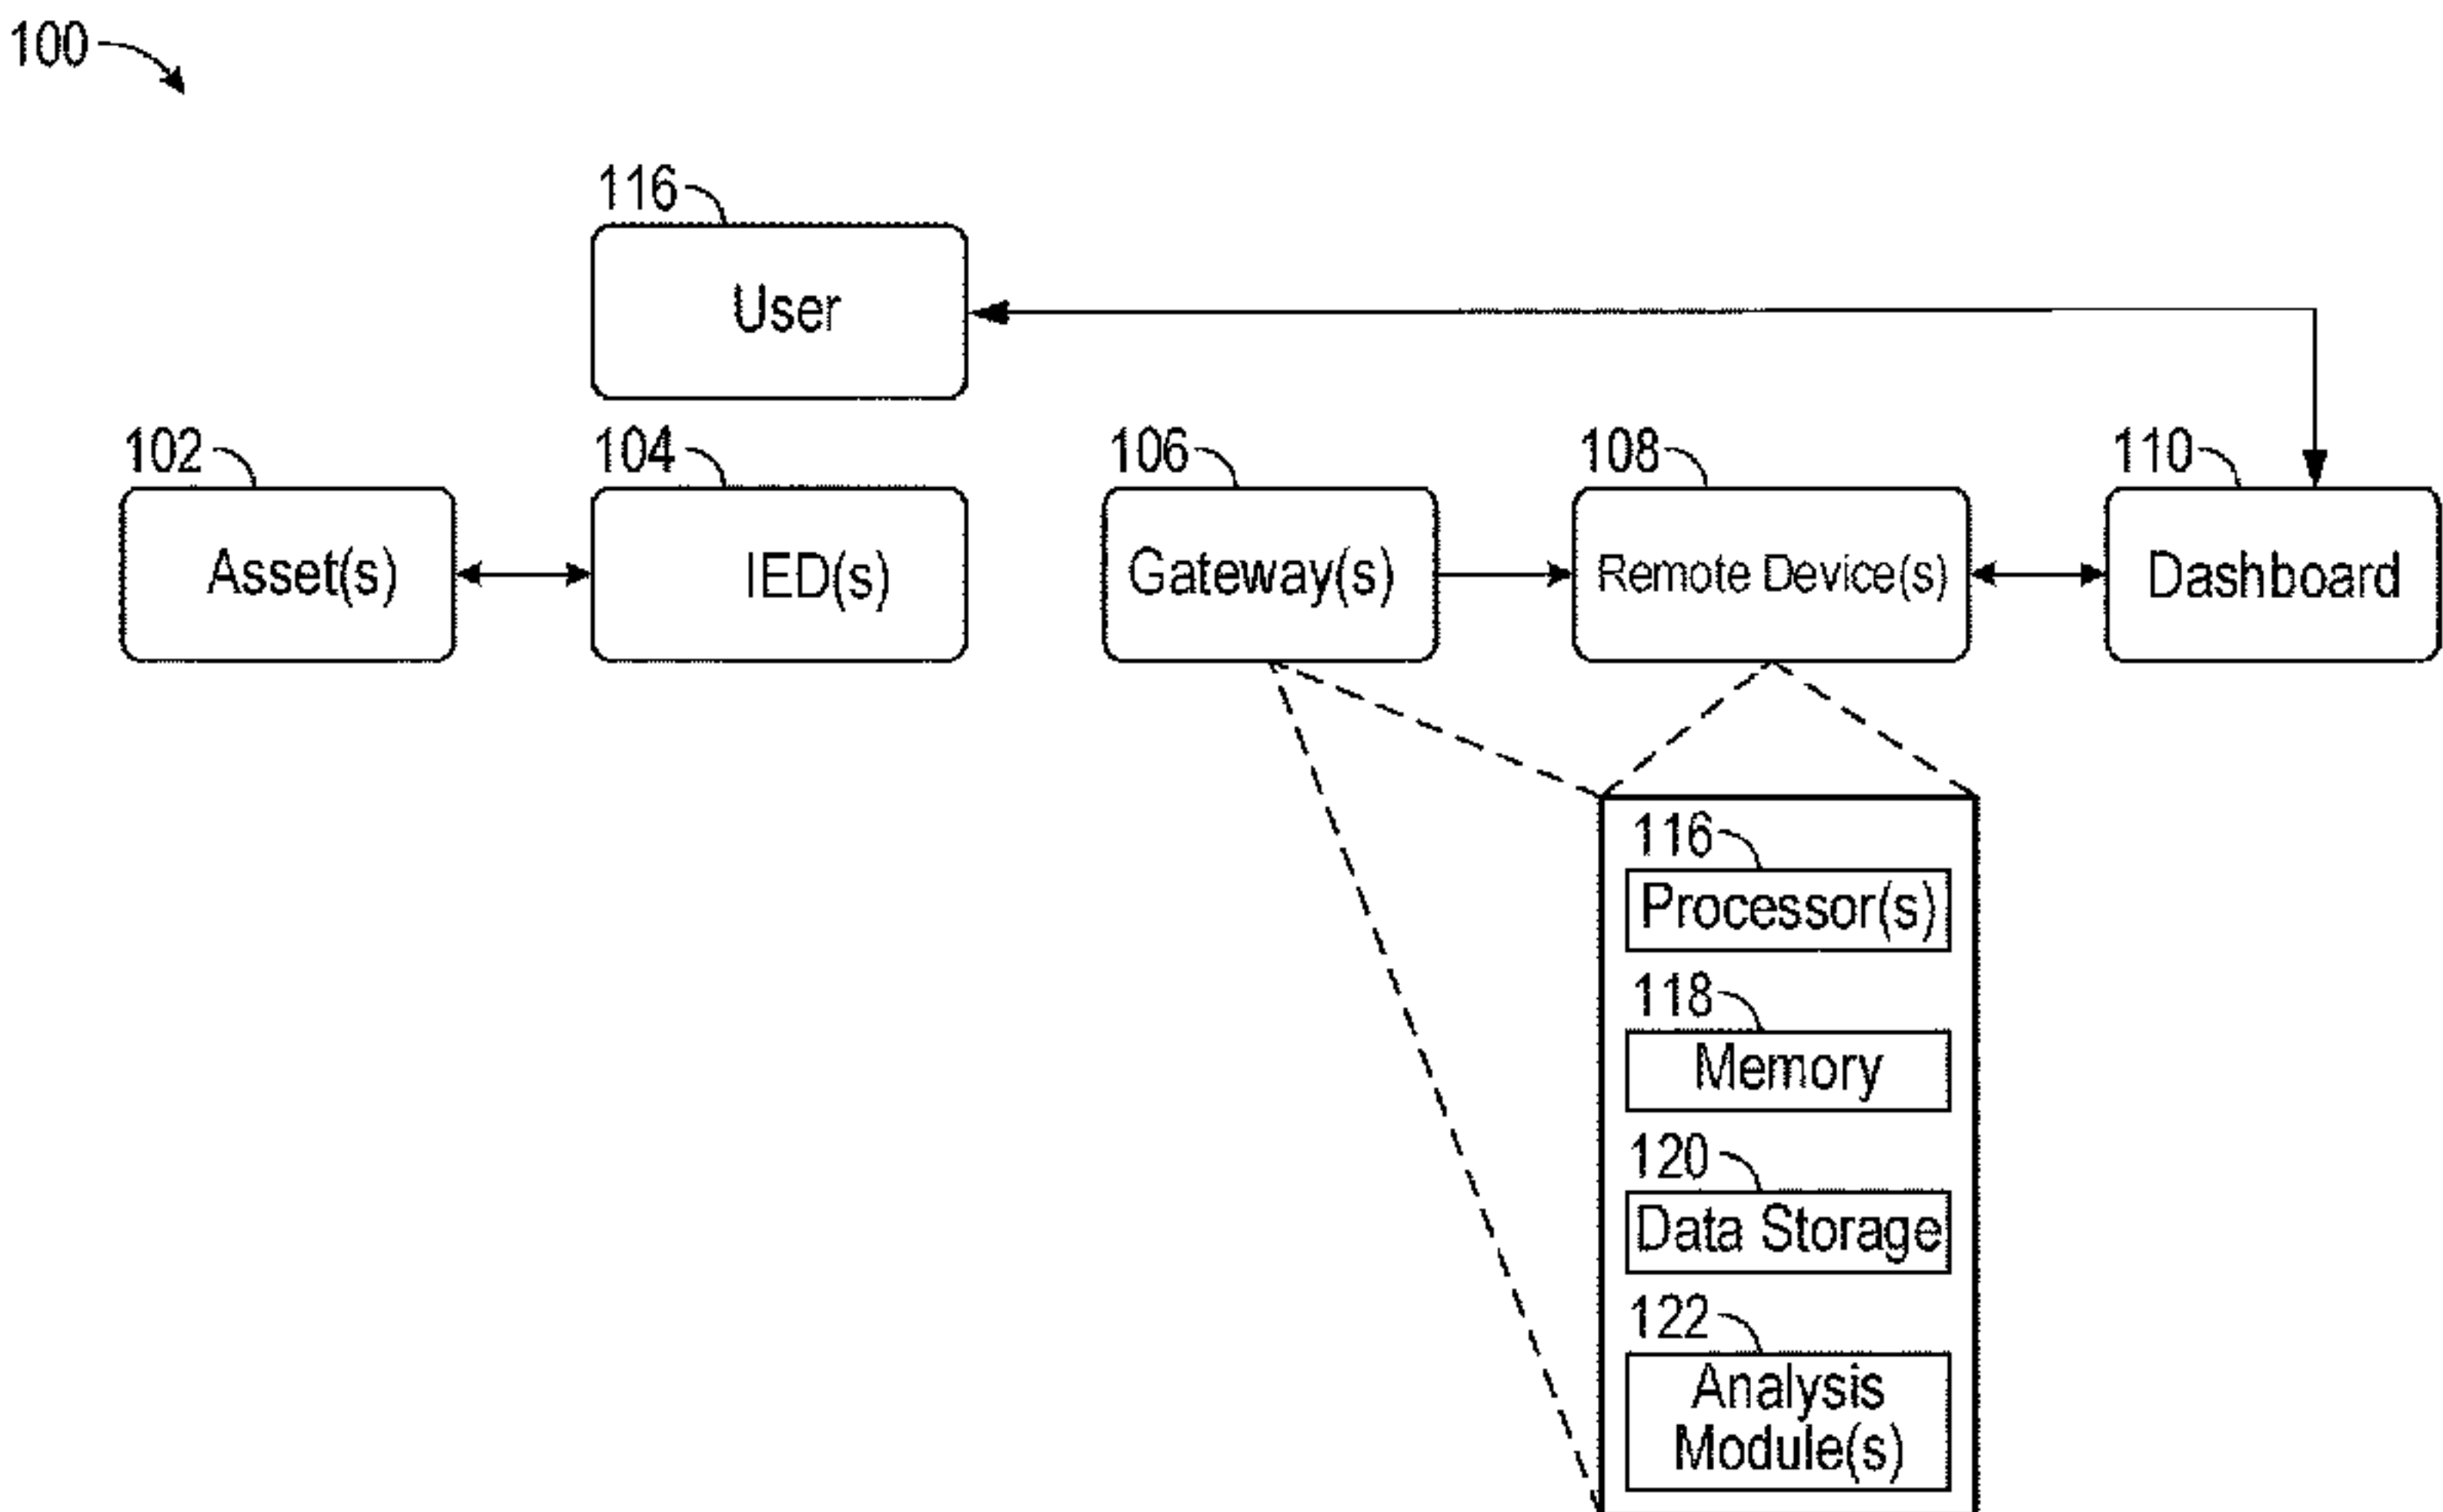 100
116
User
102
104
106
108
110
Asset(s)
IED(s)
Gateway(s)
Remote Device(s)
Dashboard
116
Processor(s)
118
Memory
120
Data Storage
122
Analysis
Module(s)